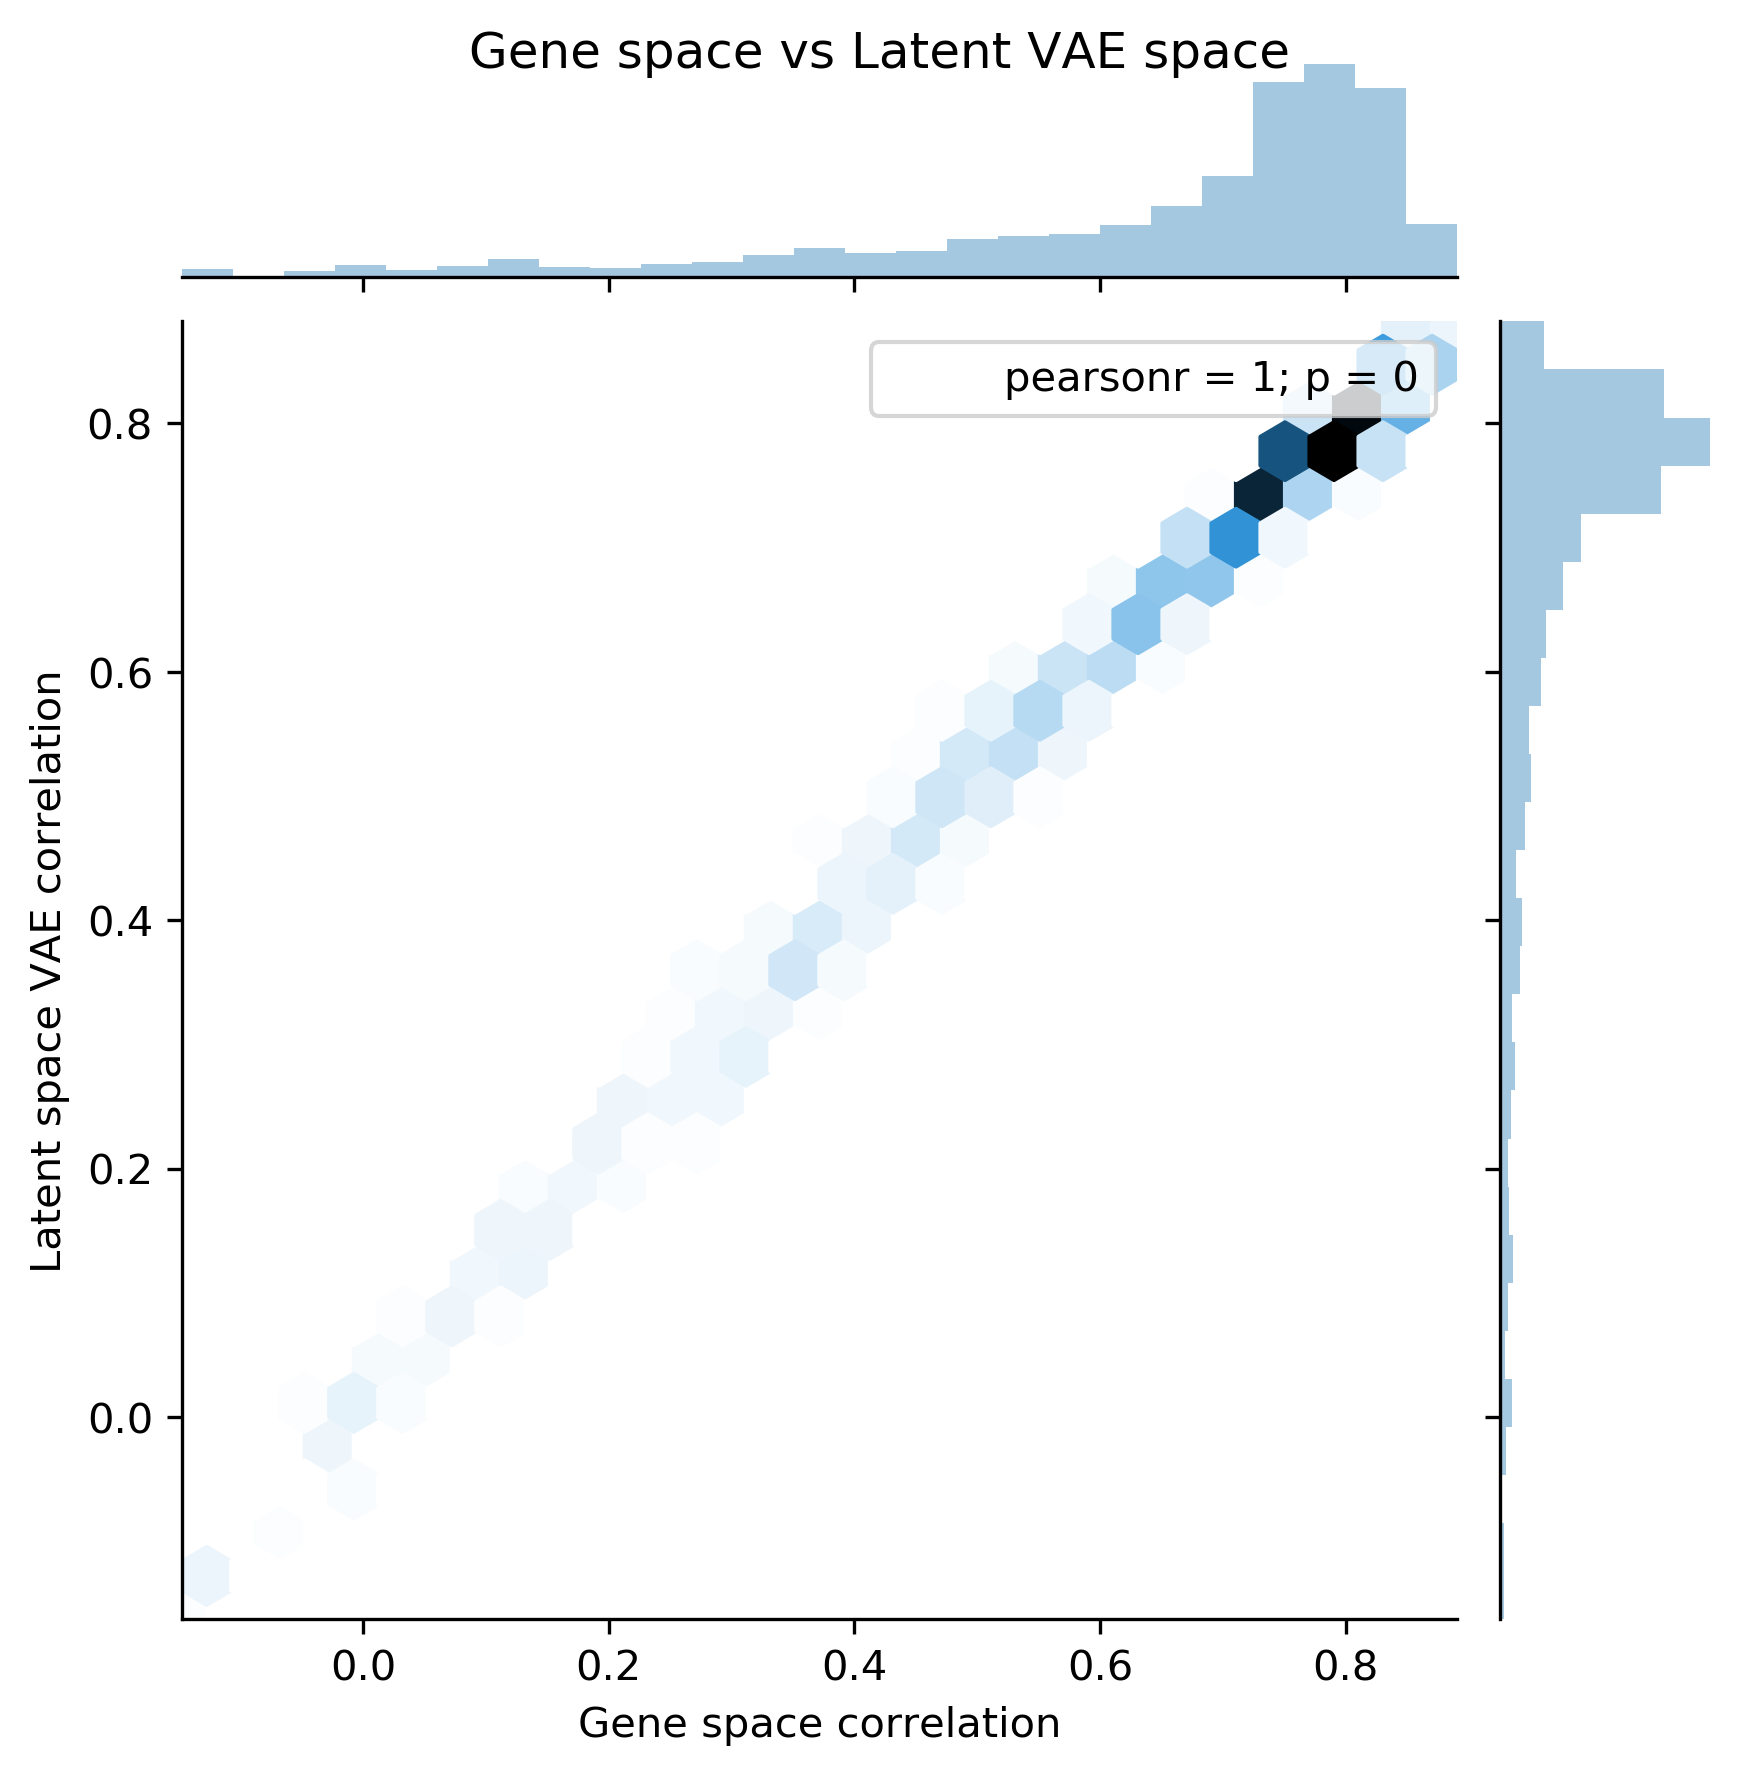 Gene space vs Latent VAE space
pearsonr = 1; p = 0
Latent space VAE correlation
0.8
0.6
0.4
0.2
0.0
0.0 0.2 0.4 0.6 0.8
Gene space correlation